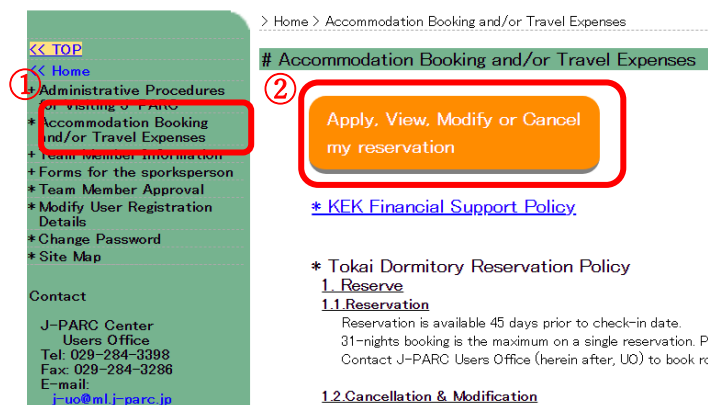 > Home > Accommodation Booking and/or Travel Expenses
<< TOP
<< Home
①
+ Administrative Procedures
for Visiting J-PARC
* Accommodation Booking
and/or Travel Expenses
+ Team Member Information
+ Forms for the sporksperson
* Team Member Approval
* Modify User Registration
Details
* Change Password
* Site Map
Contact
J-PARC Center
Users Office
Tel: 029-284-3398
Fax: 029-284-3286
E-mail:
j-uo@ml.j-parc.jp
# Accommodation Booking and/or Travel Expenses
②
Apply, View, Modify or Cancel
my reservation
* KEK Financial Support Policy
* Tokai Dormitory Reservation Policy
1. Reserve
1.1.Reservation
Reservation is available 45 days prior to check-in date.
31-nights booking is the maximum on a single reservation. P
Contact J-PARC Users Office (herein after, UO) to book
1.2.Cancellation & Modification